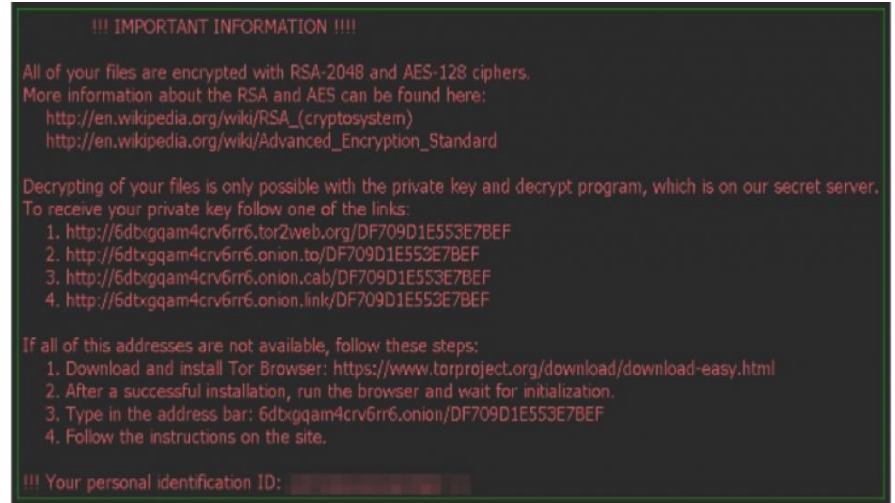 !!! IMPORTANT INFORMATION !!!!
All of your files are encrypted with RSA-2048 and AES-128 ciphers.
More information about the RSA and AES can be found here:
http://en.wikipedia.org/wiki/RSA_(cryptosystem)
http://en.wikipedia.org/wiki/Advanced_Encryption_Standard
Decrypting of your files is only possible with the private key and decrypt program, which is on our secret server.
To receive your private key follow one of the links:
1. http://6dtxgqam4crv6rr6.tor2web.org/DF709D1E553E7BEF
2. http://6dtxgqam4crv6rr6.onion.to/DF709D1E553E7BEF
3. http://6dtxgqam4crv6rr6.onion.cab/DF709D1E553E7BEF
4. http://6dtxgqam4crv6rr6.onion.link/DF709D1E553E7BEF
If all of this addresses are not available, follow these steps:
1. Download and install Tor Browser: https://www.torproject.org/download/download-easy.html
2. After a successful installation, run the browser and wait for initialization.
3. Type in the address bar: 6dtxgqam4crv6rr6.onion/DF709D1E553E7BEF
4. Follow the instructions on the site.
!!! Your personal identification ID: